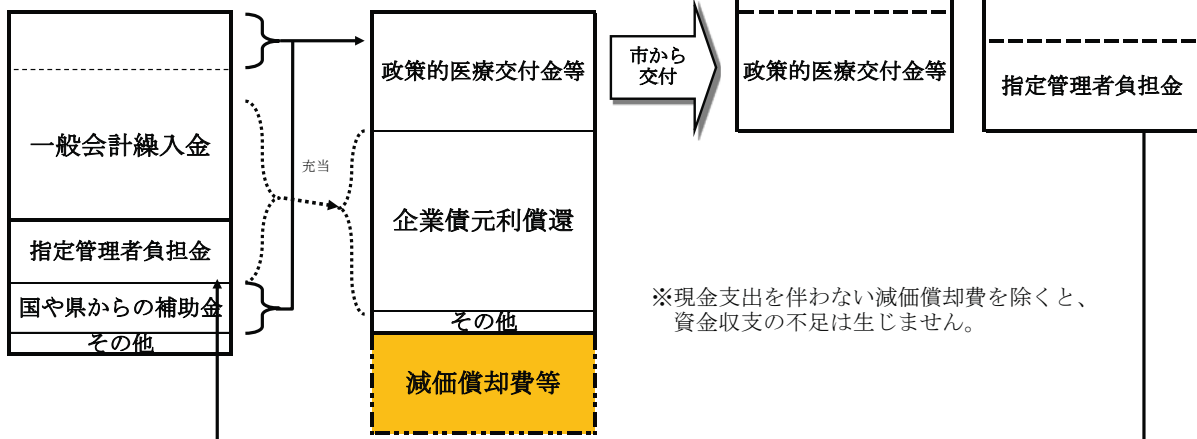 一般会計繰入金
指定管理者負担金
国や県からの補助金
その他
充当
政策的医療交付金等
企業債元利償還
その他
減価償却費等
市から
交付
政策的医療交付金等
指定管理者負担金
※現金支出を伴わない減価償却費を除くと、
資金収支の不足は生じません。